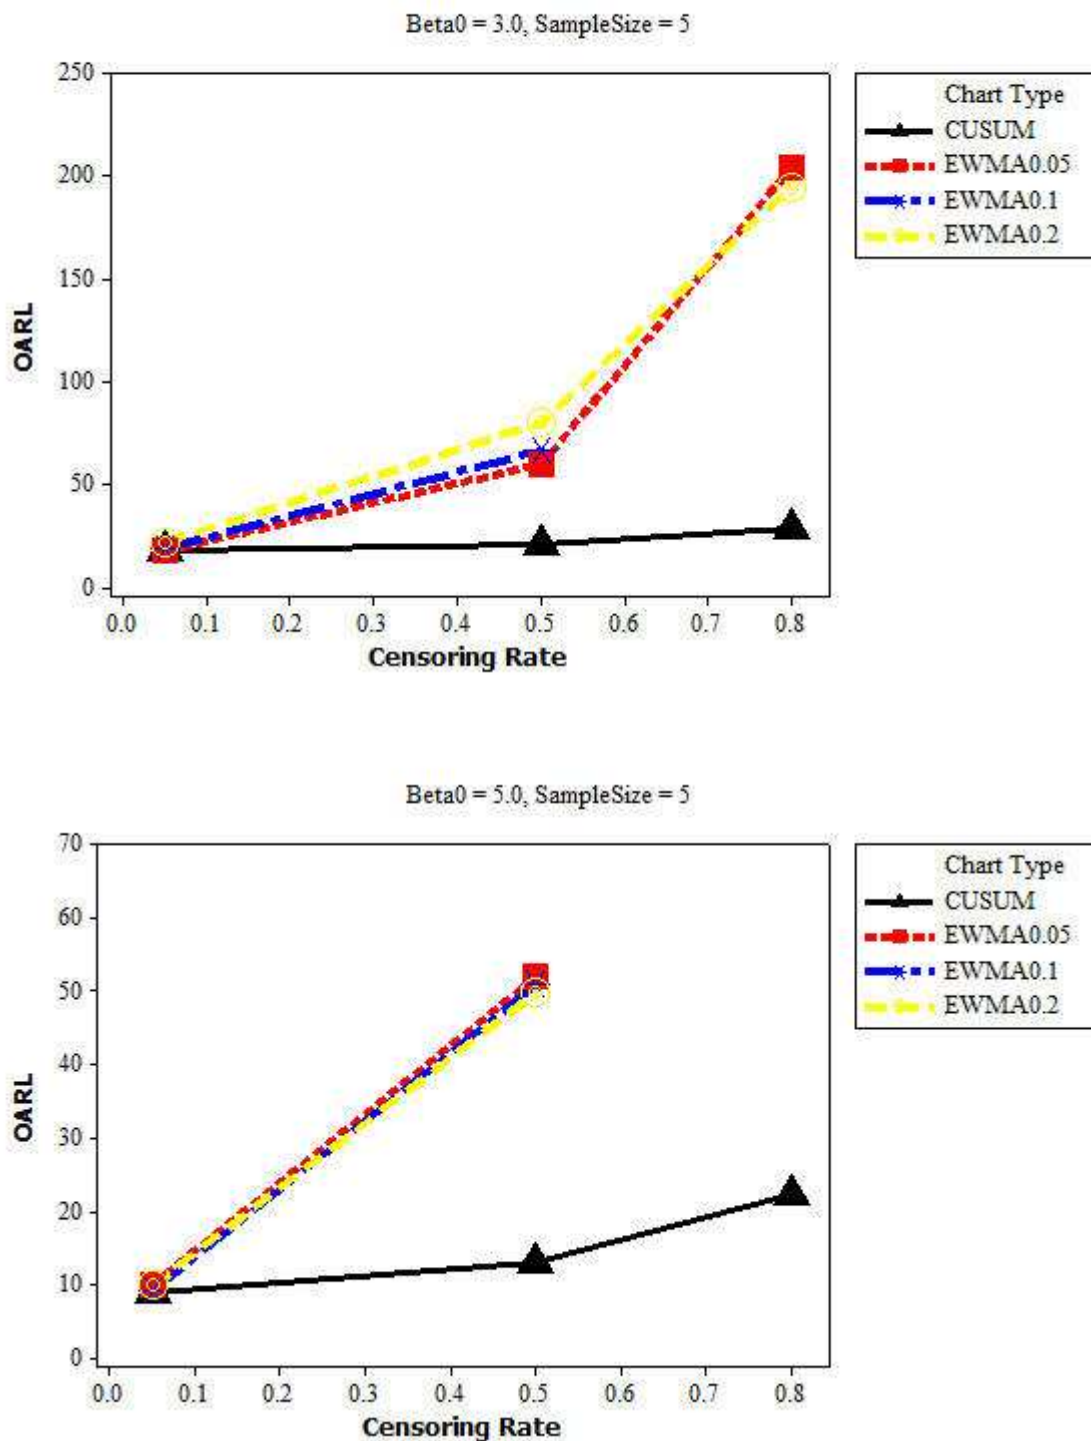 Beta0 = 3.0, SampleSize = 5
250
200
150
100
50
0
OARL
0.0 0.1 0.2 0.3 0.4 0.5 0.6 0.7 0.8
Censoring Rate
Chart Type
CUSUM
EWMA0.05
EWMA0.1
EWMA0.2
Beta0 = 5.0, SampleSize = 5
70
60
50
40
30
20
10
0
OARL
0.0 0.1 0.2 0.3 0.4 0.5 0.6 0.7 0.8
Censoring Rate
Chart Type
CUSUM
EWMA0.05
EWMA0.1
EWMA0.2